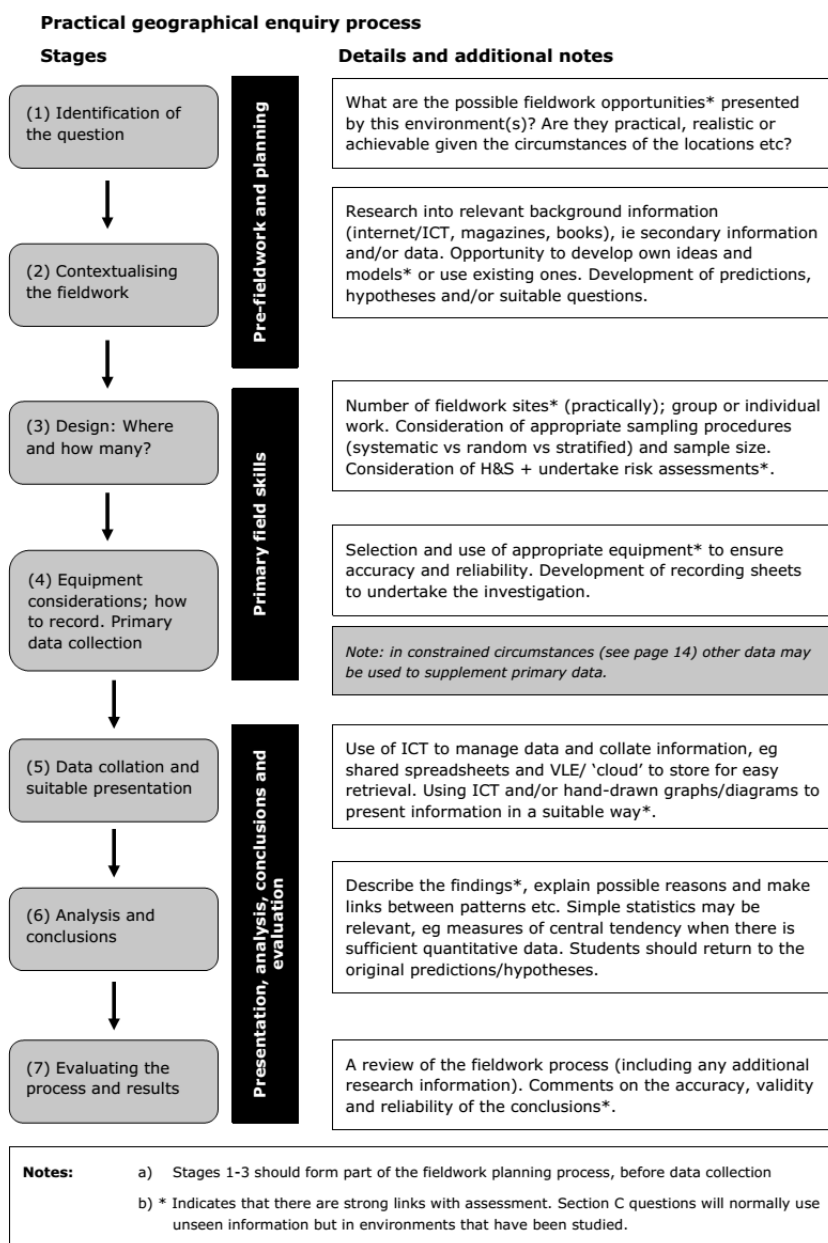 Practical geographical enquiry process
Stages
Details and additional notes
(1) Identification of
the question
Pre-fieldwork and planning
What are the possible fieldwork opportunities* presented
by this environment(s)? Are they practical, realistic or
achievable given the circumstances of the locations etc?
(2) Contextualising
the fieldwork
Research into relevant background information
(internet/ICT, magazines, books), ie secondary information
and/or data. Opportunity to develop own ideas and
models* or use existing ones. Development of predictions,
hypotheses and/or suitable questions.
(3) Design: Where
and how many?
Primary field skills
Number of fieldwork sites* (practically); group or individual
work. Consideration of appropriate sampling procedures
(systematic vs random vs stratified) and sample size.
Consideration of H&S + undertake risk assessments*.
(4) Equipment
considerations; how
to record. Primary
data collection
Selection and use of appropriate equipment* to ensure
accuracy and reliability. Development of recording sheets
to undertake the investigation.
Note: in constrained circumstances (see page 14) other data may
be used to supplement primary data.
(5) Data collation and
suitable presentation
Presentation, analysis, conclusions and
evaluation
Use of ICT to manage data and collate information, eg
shared spreadsheets and VLE/ ‘cloud’ to store for easy
retrieval. Using ICT and/or hand-drawn graphs/diagrams to
present information in a suitable way*.
(6) Analysis and
conclusions
Describe the findings*, explain possible reasons and make
links between patterns etc. Simple statistics may be
relevant, eg measures of central tendency when there is
sufficient quantitative data. Students should return to the
original predictions/hypotheses.
(7) Evaluating the
process and results
A review of the fieldwork process (including any additional
research information). Comments on the accuracy, validity
and reliability of the conclusions*.
Notes: a) Stages 1-3 should form part of the fieldwork planning process, before data collection
b) * Indicates that there are strong links with assessment. Section C questions will normally use
unseen information but in environments that have been studied.